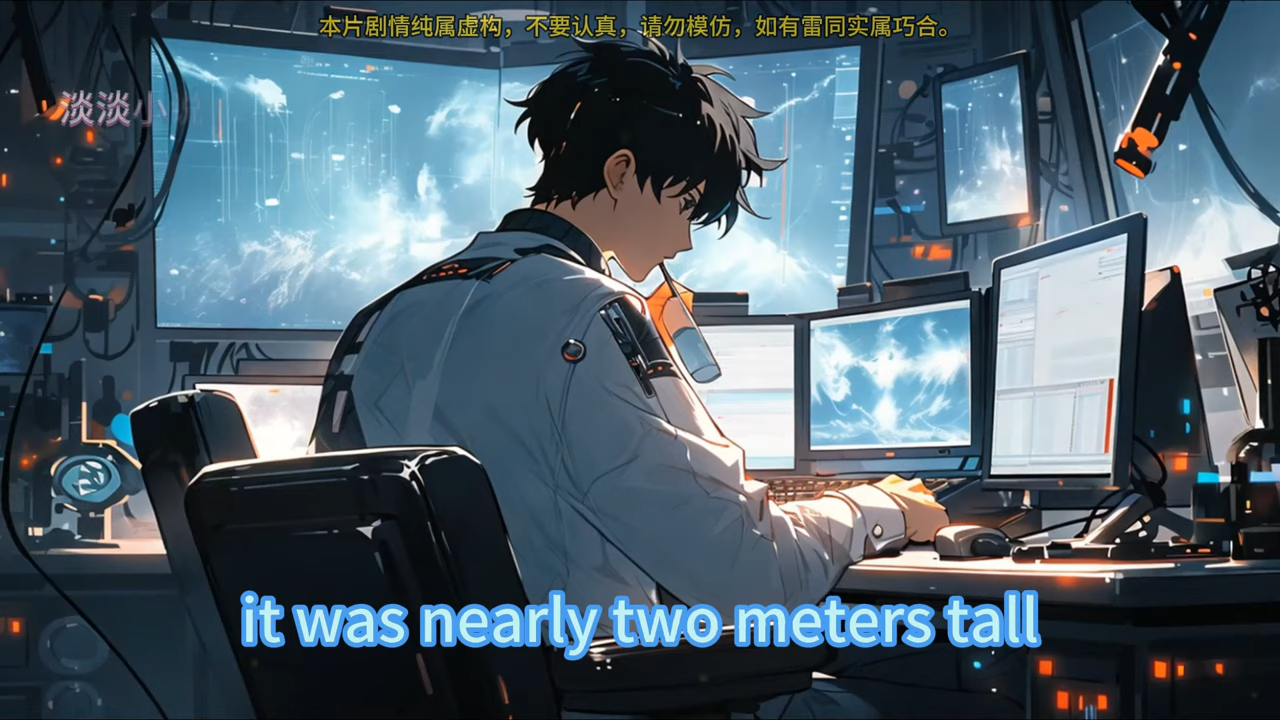 本片剧情纯属虚构，不要认真，请勿模仿，如有雷同实属巧合。
淡淡小
it was nearly two meters tall